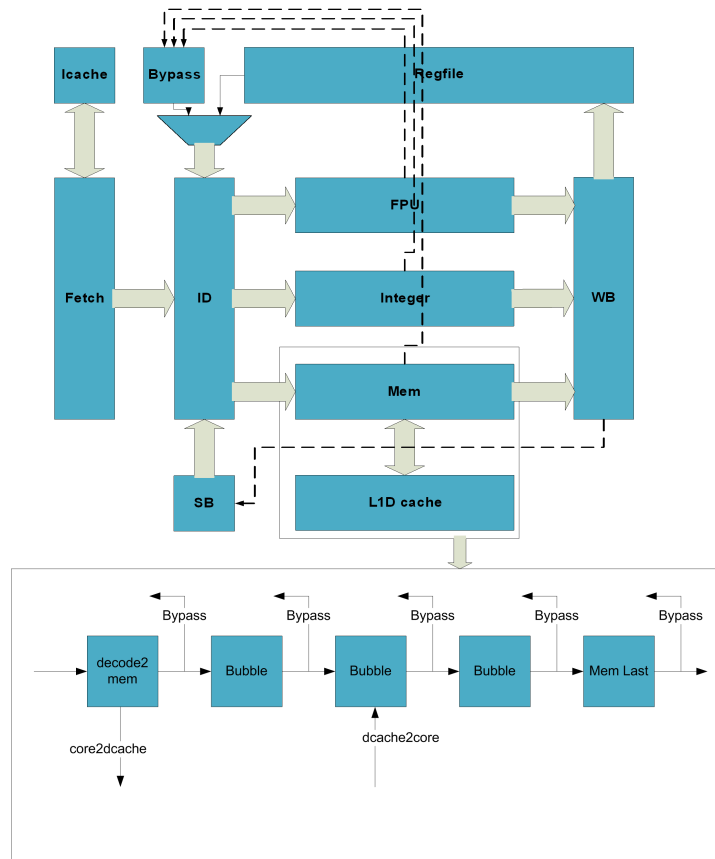 Icache
Bypass
Regfile
Fetch
ID
FPU
Integer
Mem
WB
SB
L1D cache
Bypass
Bypass
Bypass
Bypass
Bypass
decode2
mem
Bubble
Bubble
Bubble
Mem Last
core2dcache
dcache2core